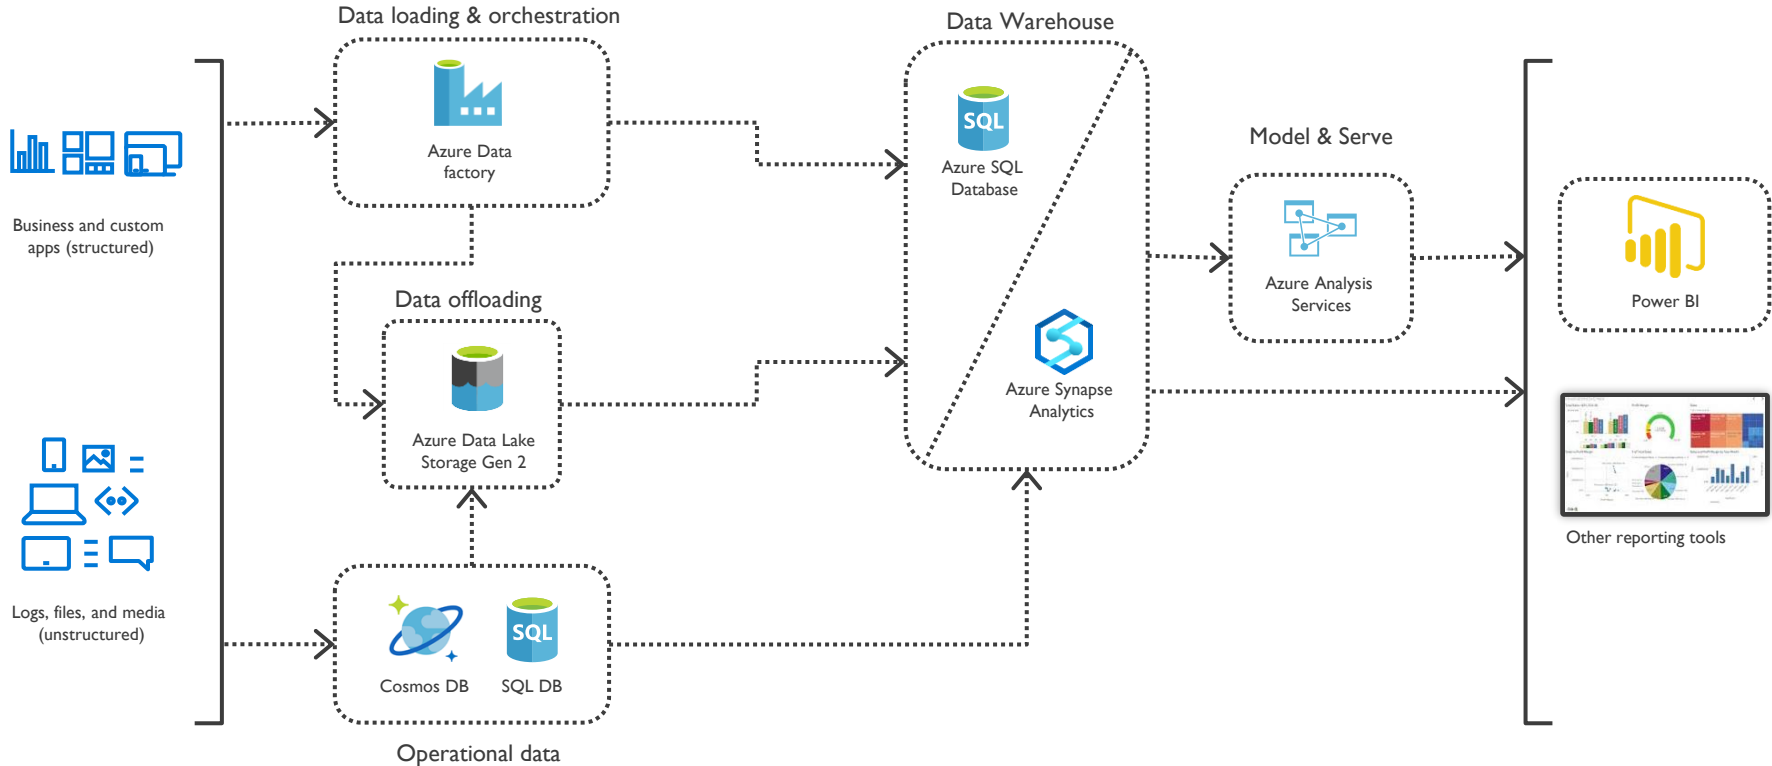 Data loading & orchestration
Data Warehouse
Azure Data
factory
SQL
Azure SQL
Database
Model & Serve
Business and custom
apps (structured)
Azure Analysis
Services
Power BI
Data offloading
Azure Data Lake
Storage Gen 2
Azure Synapse
Analytics
Other reporting tools
Logs, files, and media
(unstructured)
SQL
Cosmos DB
SQL DB
Operational data